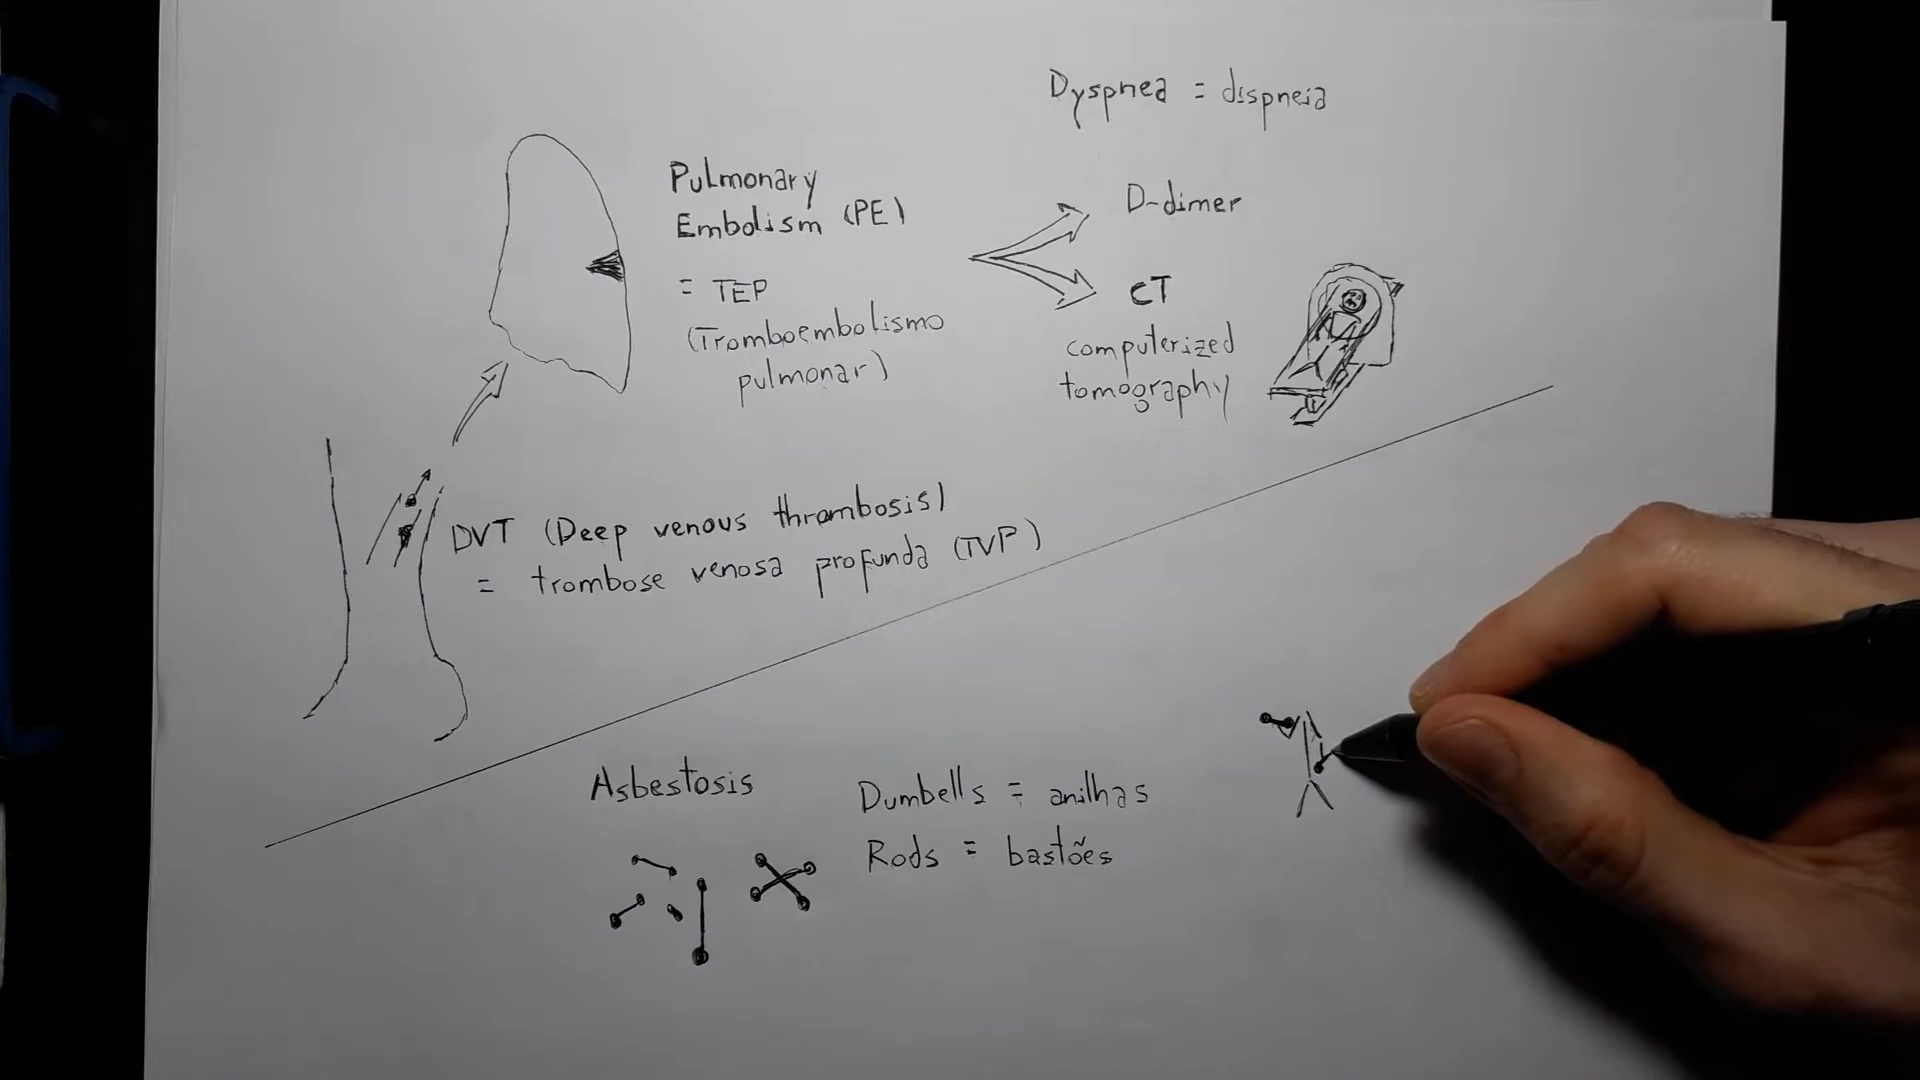 Dyspnea = dispneia
Pulmonary
Embolism (PE)
= TEP
(Tromboembolismo
pulmonar)
D-dimer
CT
computerized
tomography
DVT (Deep venous thrombosis)
= trombose venosa profunda (TVP)
Asbestosis
Dumbells = anilhas
Rods = bastões